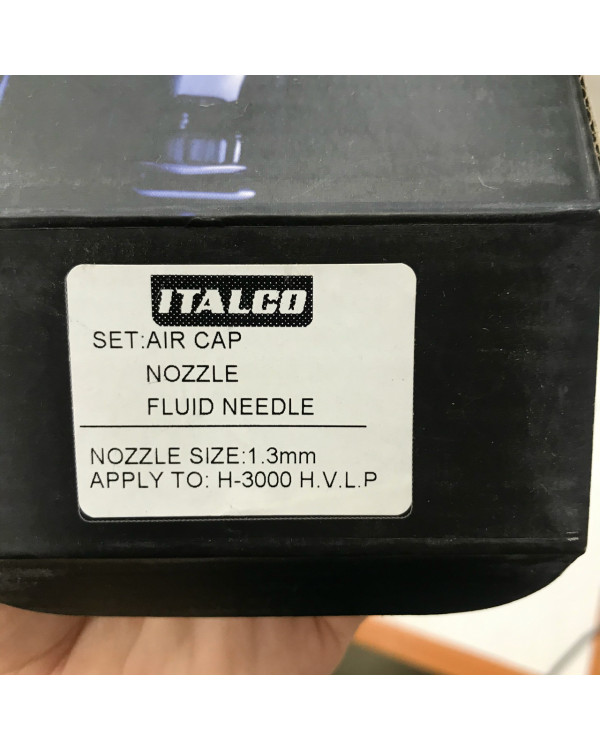 ITALCO
SET:AIR CAP
NOZZLE
FLUID NEEDLE
NOZZLE SIZE:1.3mm
APPLY TO: H-3000 H.V.L.P